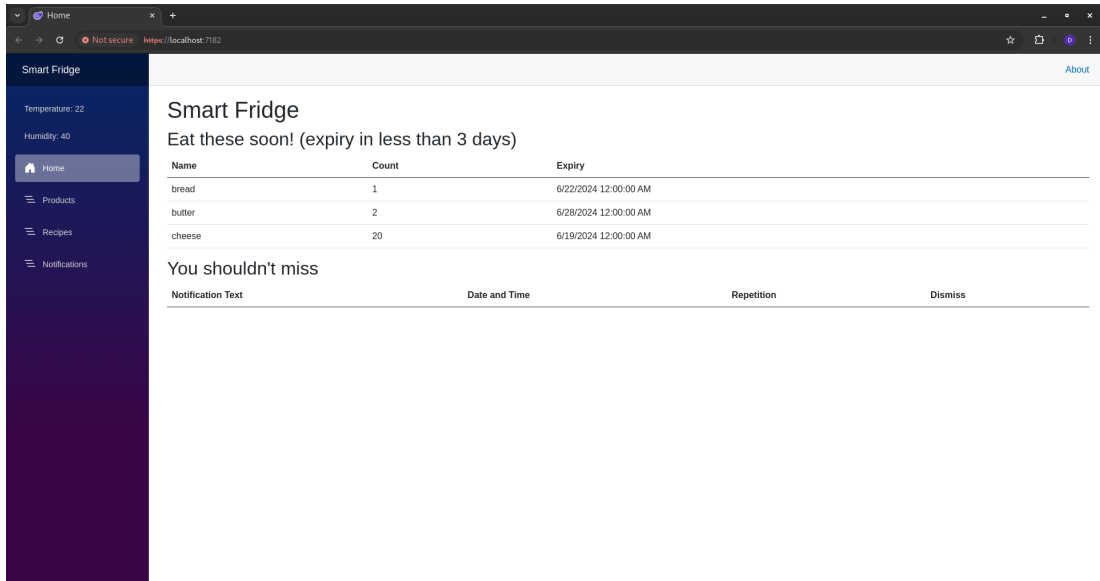 Home
Not secure https://localhost:7182
D
Smart Fridge
About
Temperature: 22
Humidity: 40
Home
Products
Recipes
Notifications
Smart Fridge
Eat these soon! (expiry in less than 3 days)
Name Count Expiry
bread 1 6/22/2024 12:00:00 AM
butter 2 6/28/2024 12:00:00 AM
cheese 20 6/19/2024 12:00:00 AM
You shouldn't miss
Notification Text Date and Time Repetition Dismiss